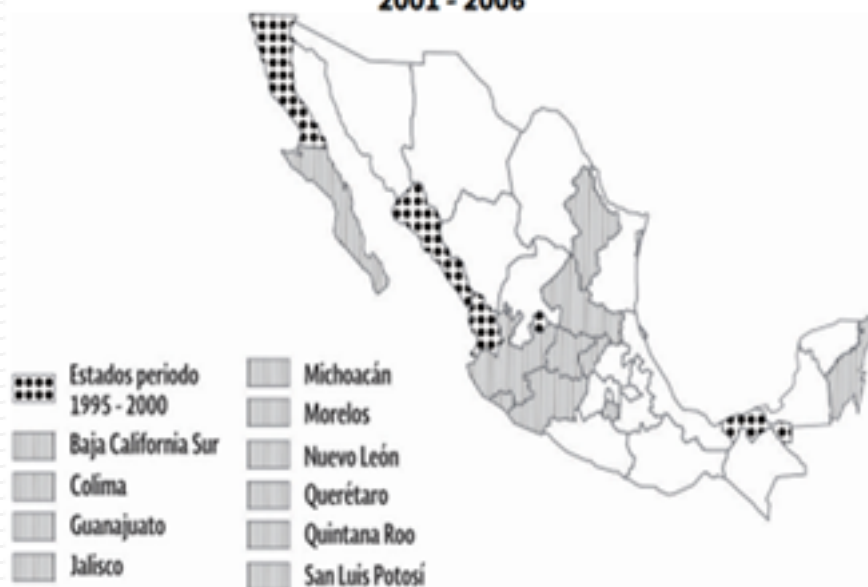 2001 - 2006
Estados periodo
1995 - 2000
Baja California Sur
Colima
Guanajuato
Jalisco
Michoacán
Morelos
Nuevo León
Querétaro
Quintana Roo
San Luis Potosí